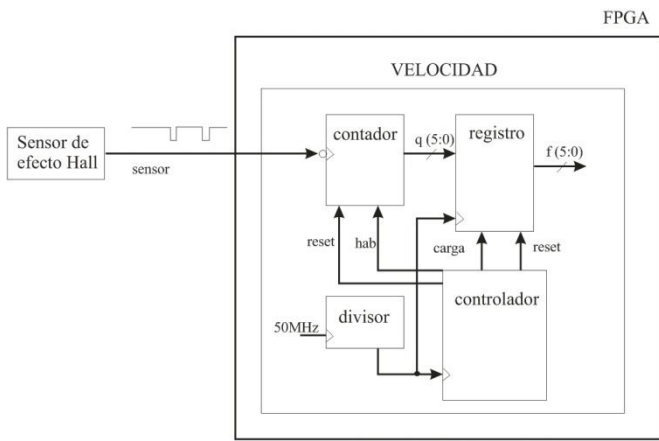 FPGA
VELOCIDAD
Sensor de
efecto Hall
sensor
contador
q (5:0)
registro
f (5:0)
reset
hab
carga
reset
50MHz
divisor
controlador